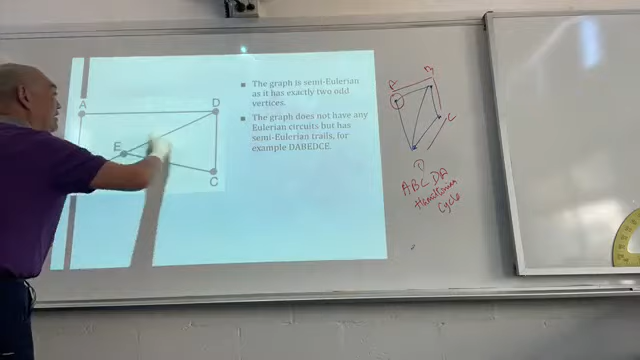 ■ The graph is semi-Eulerian
as it has exactly two odd
vertices.
■ The graph does not have any
Eulerian circuits but has
semi-Eulerian trails, for
example DABEDCE.
A
D
E
C
A
B
C
D
ABCDA
Hamiltonian
Cycle